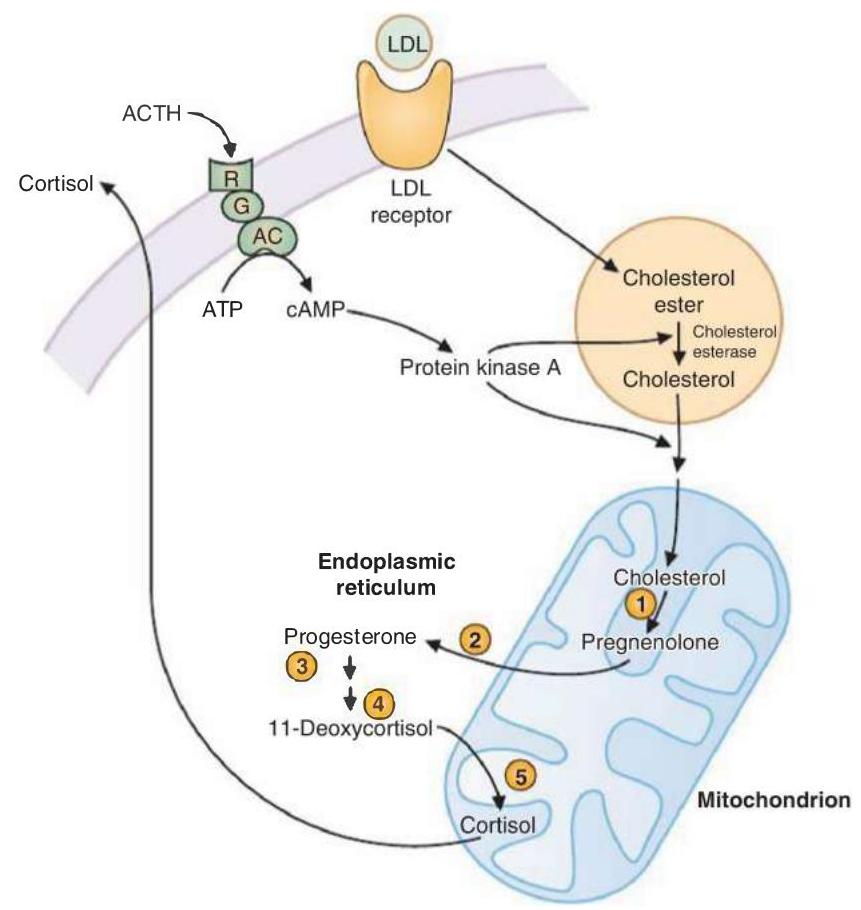 LDL
ACTH
Cortisol
R
G
AC
LDL
receptor
ATP
cAMP
Cholesterol
ester
Cholesterol
esterase
Protein kinase A
Cholesterol
Endoplasmic
reticulum
Cholesterol
1
Progesterone
2
Pregnenolone
3
4
11-Deoxycortisol
5
Mitochondrion
Cortisol